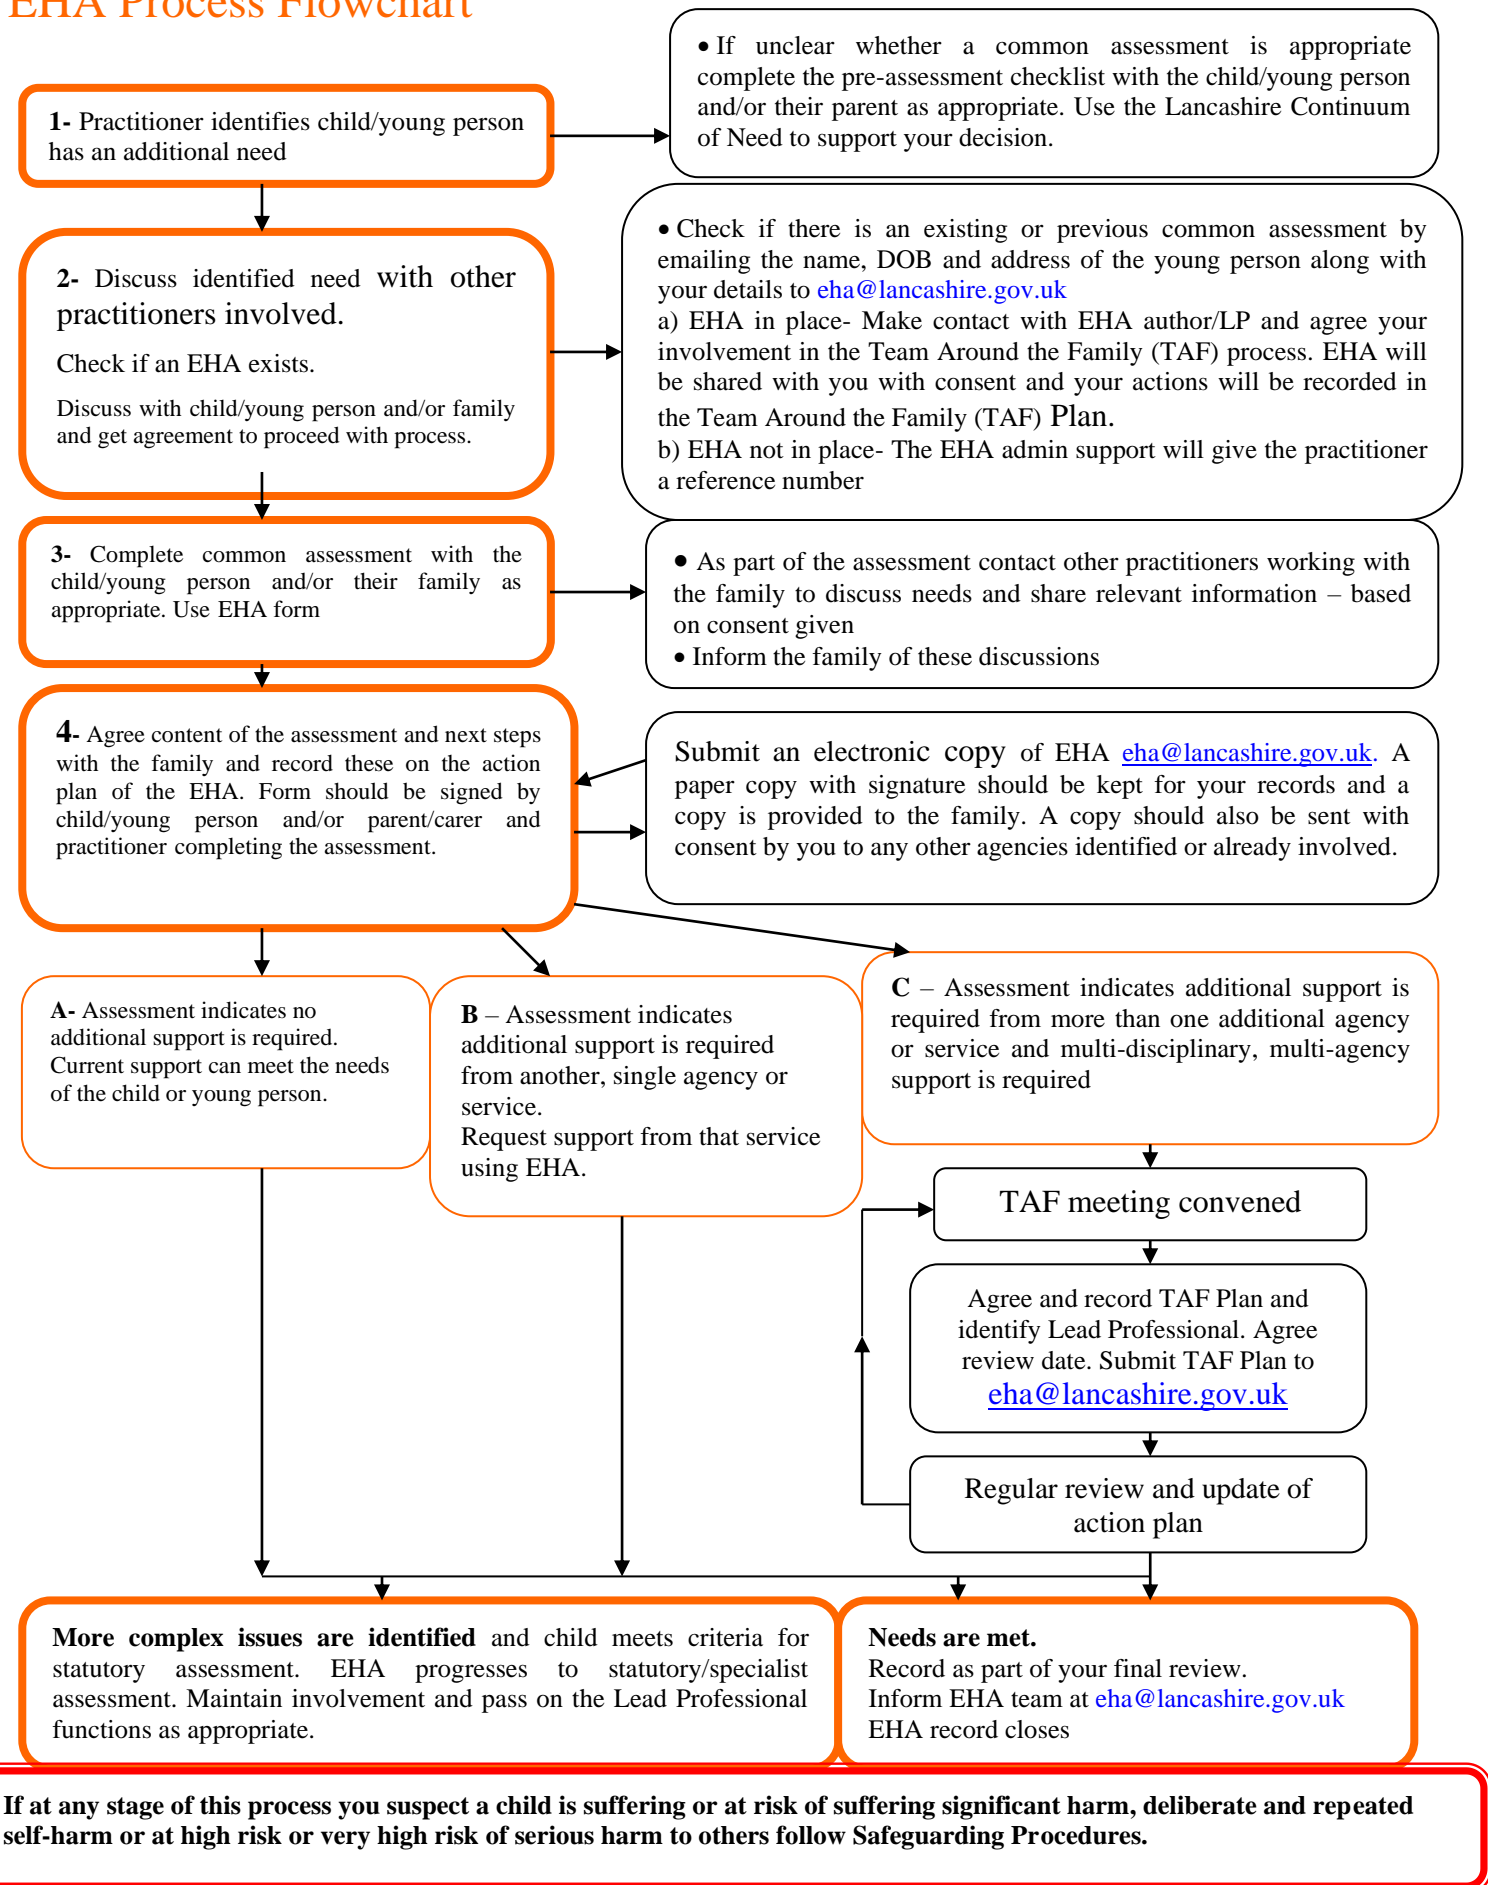 EHA Process Flowchart
1- Practitioner identifies child/young person
has an additional need
• If unclear whether a common assessment is appropriate
complete the pre-assessment checklist with the child/young person
and/or their parent as appropriate. Use the Lancashire Continuum
of Need to support your decision.
2- Discuss identified need with other
practitioners involved.
Check if an EHA exists.
Discuss with child/young person and/or family
and get agreement to proceed with process.
• Check if there is an existing or previous common assessment by
emailing the name, DOB and address of the young person along with
your details to eha@lancashire.gov.uk
a) EHA in place- Make contact with EHA author/LP and agree your
involvement in the Team Around the Family (TAF) process. EHA will
be shared with you with consent and your actions will be recorded in
the Team Around the Family (TAF) Plan.
b) EHA not in place- The EHA admin support will give the practitioner
a reference number
3- Complete common assessment with the
child/young person and/or their family as
appropriate. Use EHA form
• As part of the assessment contact other practitioners working with
the family to discuss needs and share relevant information – based
on consent given
• Inform the family of these discussions
4- Agree content of the assessment and next steps
with the family and record these on the action
plan of the EHA. Form should be signed by
child/young person and/or parent/carer and
practitioner completing the assessment.
Submit an electronic copy of EHA eha@lancashire.gov.uk. A
paper copy with signature should be kept for your records and a
copy is provided to the family. A copy should also be sent with
consent by you to any other agencies identified or already involved.
A- Assessment indicates no
additional support is required.
Current support can meet the needs
of the child or young person.
B – Assessment indicates
additional support is required
from another, single agency or
service.
Request support from that service
using EHA.
C – Assessment indicates additional support is
required from more than one additional agency
or service and multi-disciplinary, multi-agency
support is required
TAF meeting convened
Agree and record TAF Plan and
identify Lead Professional. Agree
review date. Submit TAF Plan to
eha@lancashire.gov.uk
Regular review and update of
action plan
More complex issues are identified and child meets criteria for
statutory assessment. EHA progresses to statutory/specialist
assessment. Maintain involvement and pass on the Lead Professional
functions as appropriate.
Needs are met.
Record as part of your final review.
Inform EHA team at eha@lancashire.gov.uk
EHA record closes
If at any stage of this process you suspect a child is suffering or at risk of suffering significant harm, deliberate and repeated
self-harm or at high risk or very high risk of serious harm to others follow Safeguarding Procedures.